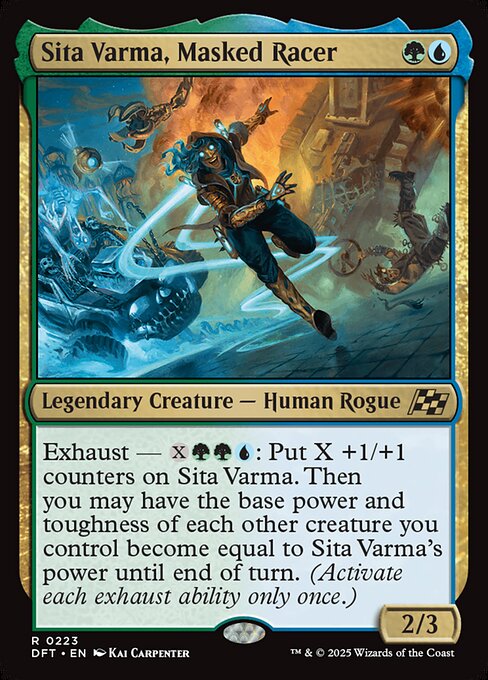 Sita Varma, Masked Racer
Legendary Creature — Human Rogue
Exhaust — X: Put X +1/+1
counters on Sita Varma. Then
you may have the base power and
toughness of each other creature you
control become equal to Sita Varma's
power until end of turn. (Activate
each exhaust ability only once.)
2/3
R 0223
DFT • EN Kai Carpenter
™ & © 2025 Wizards of the Coast